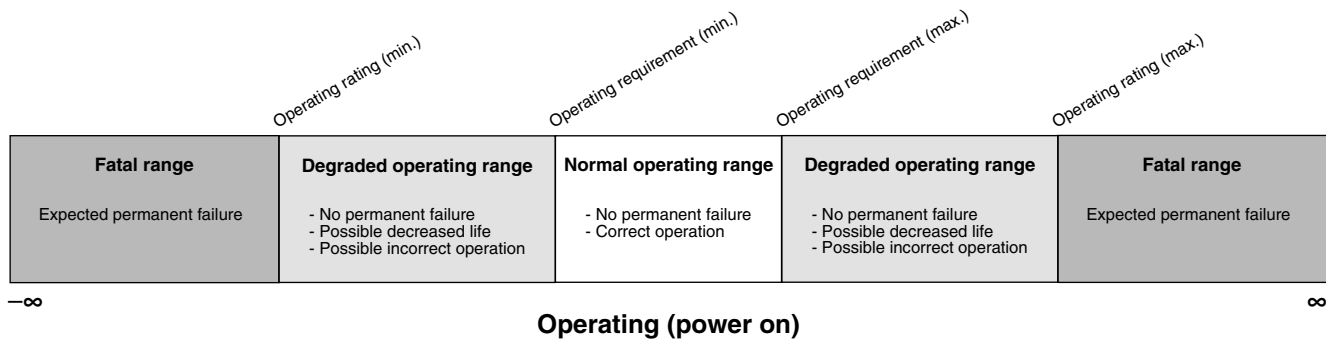 Operating rating (min.)
Operating requirement (min.)
Operating requirement (max.)
Operating rating (max.)
Fatal range
Expected permanent failure
Degraded operating range
- No permanent failure
- Possible decreased life
- Possible incorrect operation
Normal operating range
- No permanent failure
- Correct operation
Degraded operating range
- No permanent failure
- Possible decreased life
- Possible incorrect operation
Fatal range
Expected permanent failure
–∞
∞
Operating (power on)